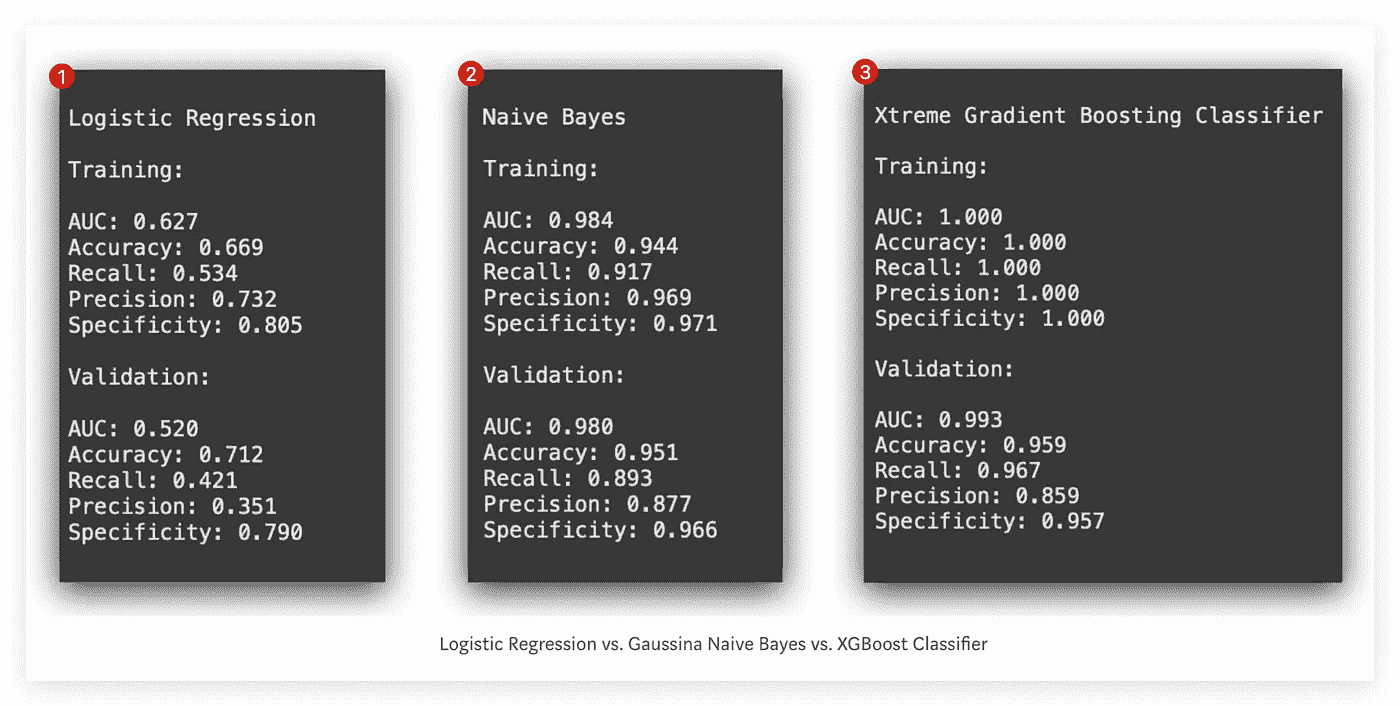 1
Logistic Regression
Training:
AUC: 0.627
Accuracy: 0.669
Recall: 0.534
Precision: 0.732
Specificity: 0.805
Validation:
AUC: 0.520
Accuracy: 0.712
Recall: 0.421
Precision: 0.351
Specificity: 0.790
2
Naive Bayes
Training:
AUC: 0.984
Accuracy: 0.944
Recall: 0.917
Precision: 0.969
Specificity: 0.971
Validation:
AUC: 0.980
Accuracy: 0.951
Recall: 0.893
Precision: 0.877
Specificity: 0.966
3
Xtreme Gradient Boosting Classifier
Training:
AUC: 1.000
Accuracy: 1.000
Recall: 1.000
Precision: 1.000
Specificity: 1.000
Validation:
AUC: 0.993
Accuracy: 0.959
Recall: 0.967
Precision: 0.859
Specificity: 0.957
Logistic Regression vs. Gaussina Naive Bayes vs. XGBoost Classifier